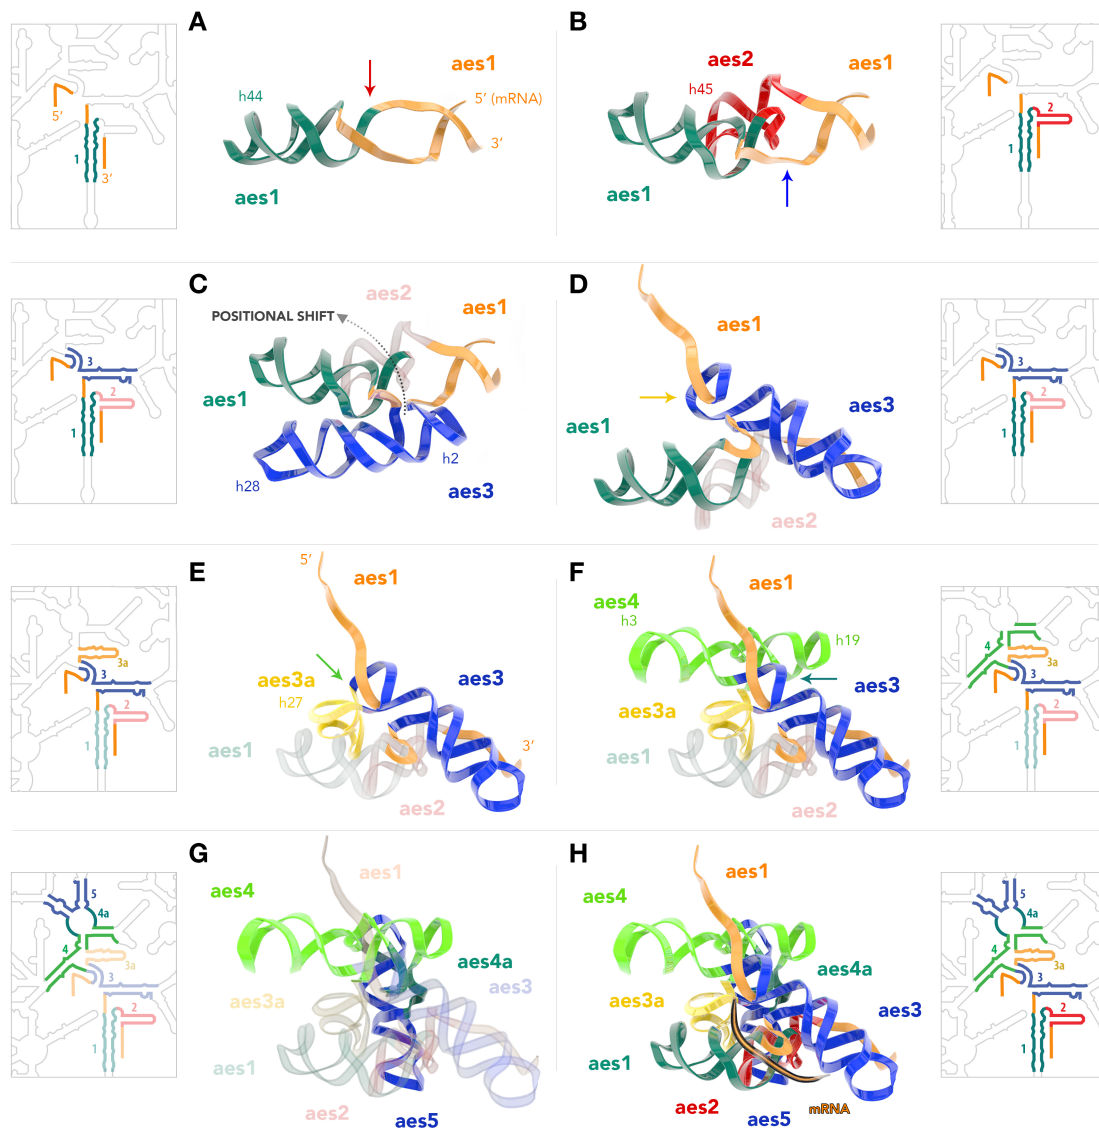 A
aes1
h44
5’ (mRNA)
3’
aes1
5’
1
3’
B
aes2
aes1
h45
aes1
2
1
C
aes2
POSITIONAL SHIFT
aes1
aes1
h2
h28
aes3
3
2
1
D
aes1
aes3
aes1
aes2
3
2
1
E
5’
aes1
aes3a
h27
aes3
aes1
3’
aes2
3a
3
2
1
F
aes1
aes4
h3
h19
aes3
aes3a
aes1
aes2
4
3a
3
2
1
G
aes1
aes4
aes4a
aes3
aes3a
aes1
aes2
aes5
5
4a
4
3a
3
2
1
H
aes1
aes4
aes4a
aes3a
aes3
aes1
aes2
mRNA
aes5
5
4a
4
3a
3
2
1